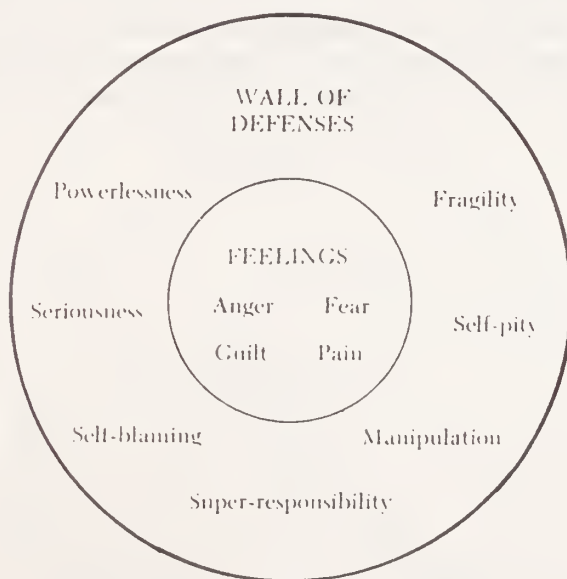 WALL OF
DEFENSES
Powerlessness
Fragility
FEELINGS
Anger Fear
Seriousness
Self-pity
Guilt Pain
Self-blaming
Manipulation
Super-responsibility